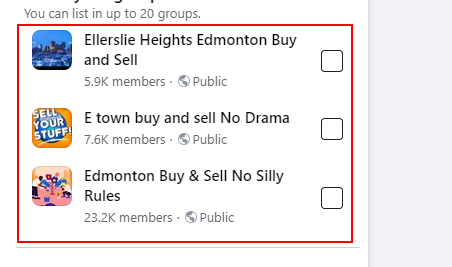 You can list in up to 20 groups.
Ellerslie Heights Edmonton Buy
and Sell
5.9K members · Public
SELL
YOUR
STUFF!
E town buy and sell No Drama
7.6K members · Public
Edmonton Buy & Sell No Silly
Rules
23.2K members · Public